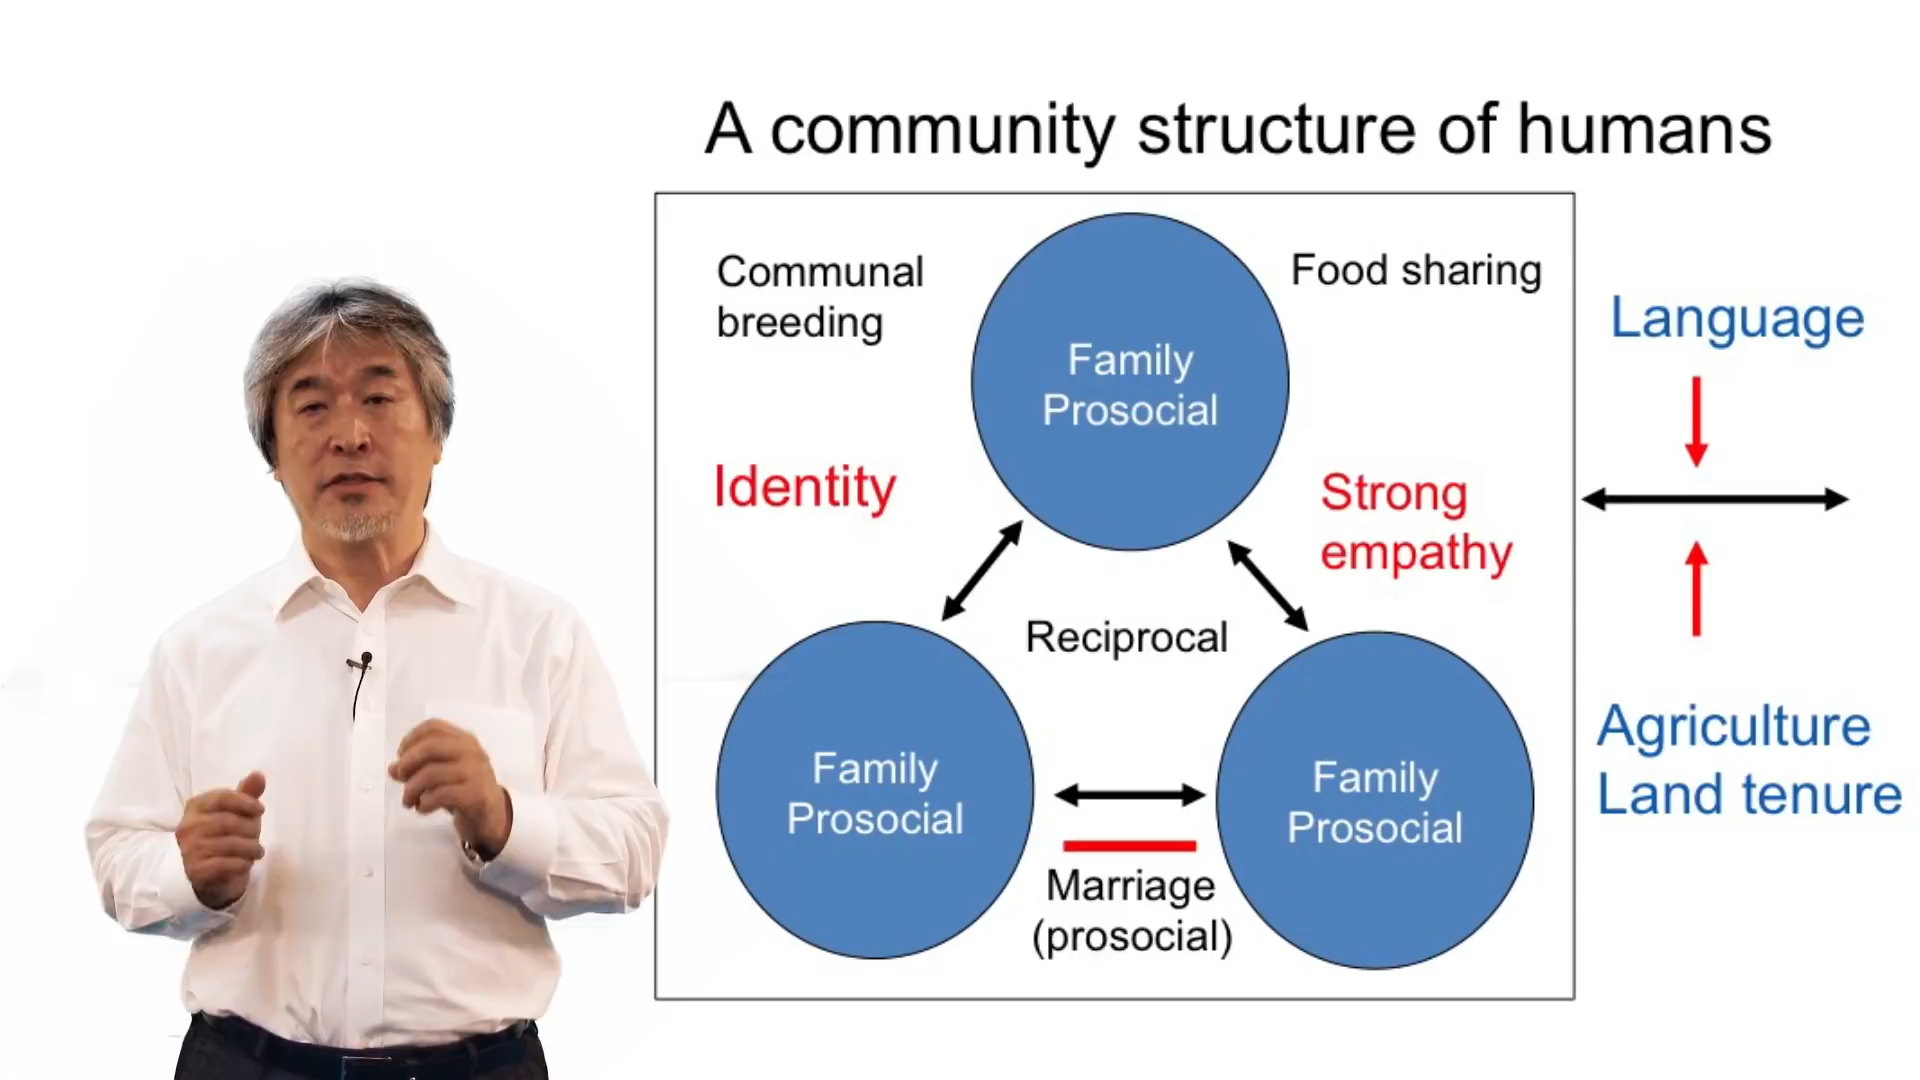 A community structure of humans
Communal
breeding
Food sharing
Family
Prosocial
Language
Identity
Strong
empathy
Reciprocal
Family
Prosocial
Family
Prosocial
Marriage
(prosocial)
Agriculture
Land tenure